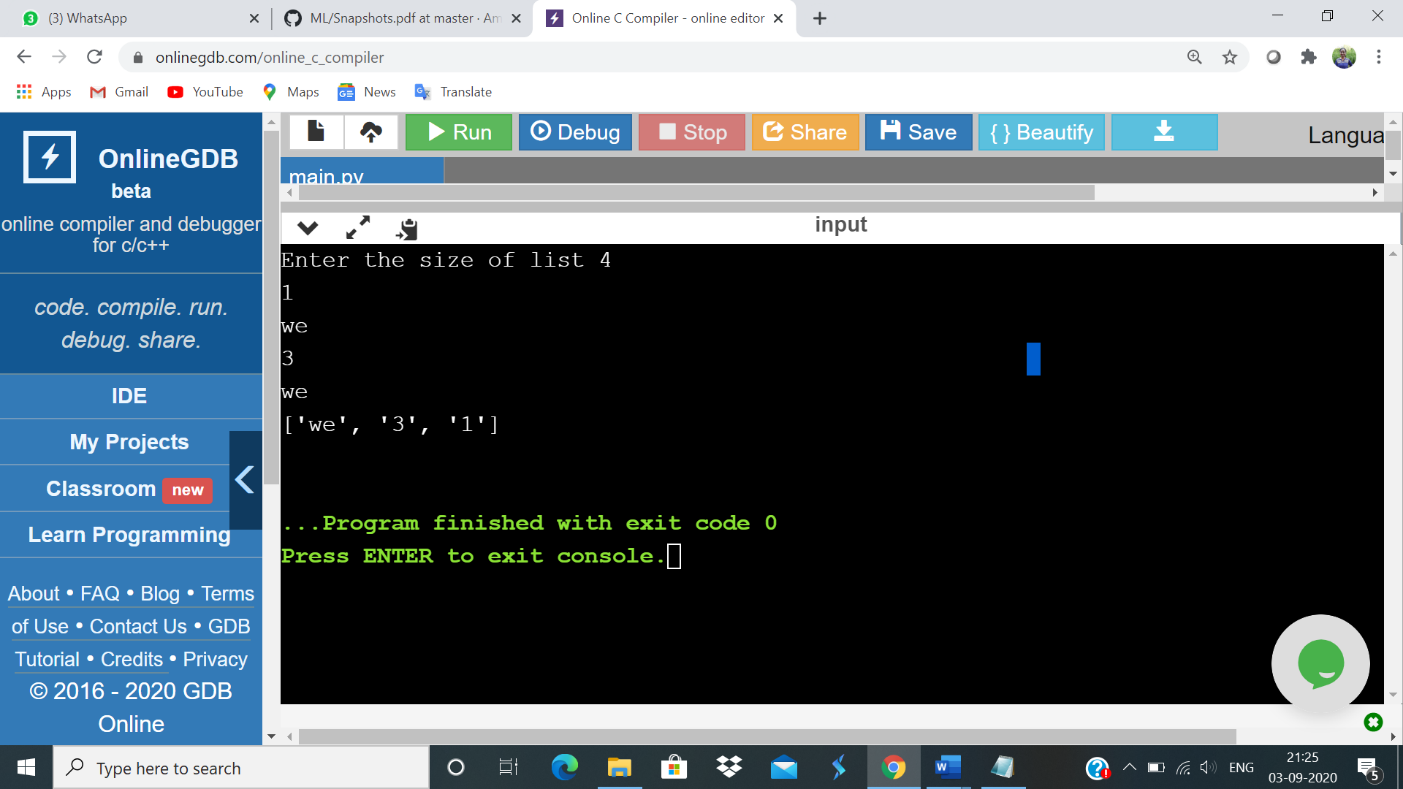 (3) WhatsApp
ML/Snapshots.pdf at master · Am
Online C Compiler - online editor
onlinegdb.com/online_c_compiler
Apps Gmail YouTube Maps News Translate
OnlineGDB
beta
online compiler and debugger
for c/c++
code. compile. run.
debug. share.
IDE
My Projects
Classroom new
Learn Programming
About • FAQ • Blog • Terms
of Use • Contact Us • GDB
Tutorial • Credits • Privacy
© 2016 - 2020 GDB
Online
Run Debug Stop Share Save { } Beautify Langua
main.py
input
Enter the size of list 4
1
we
3
we
['we', '3', '1']
...Program finished with exit code 0
Press ENTER to exit console.
Type here to search
ENG
21:25
03-09-2020
5